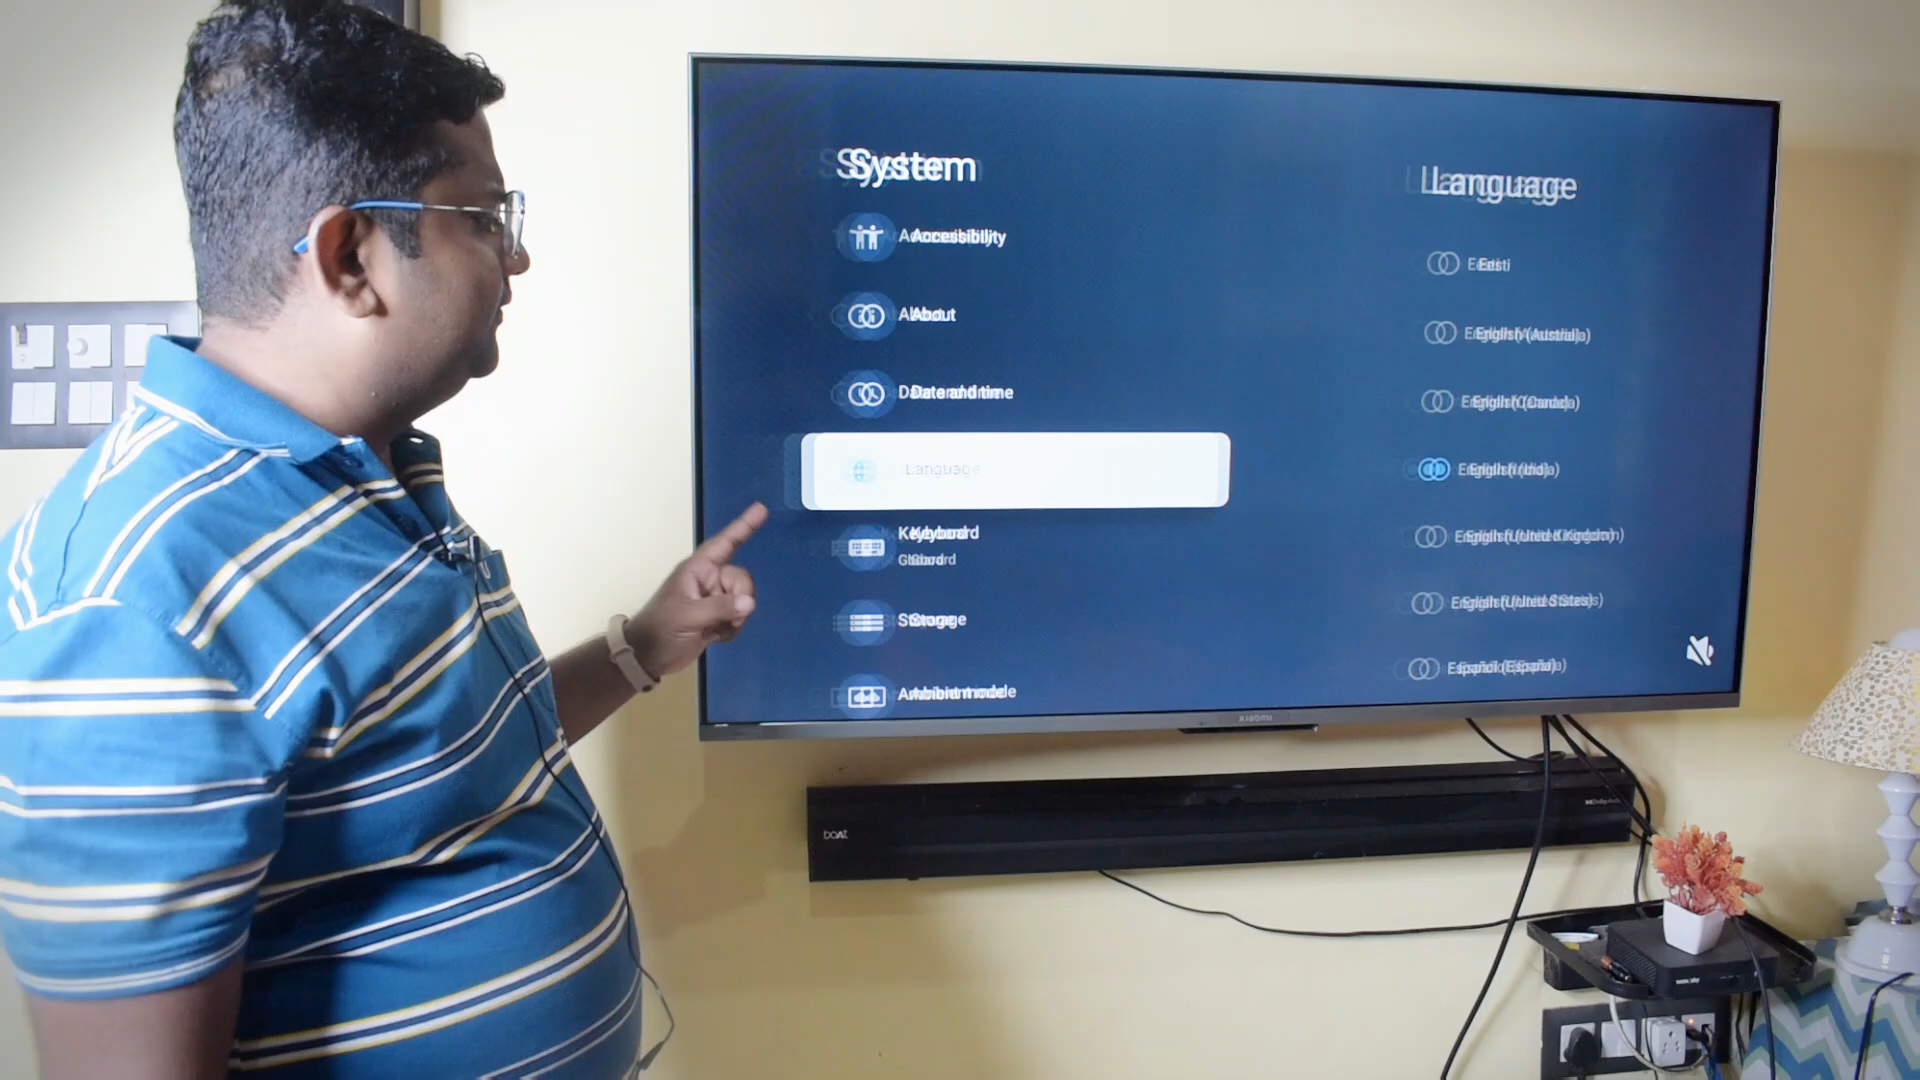 System
Accessibility
About
Date and time
Language
Keyboard
Gboard
Storage
Ambient mode
Language
Eesti
English (Australia)
English (Canada)
English (India)
English (United Kingdom)
English (United States)
Español (España)
xiaomi
boAt